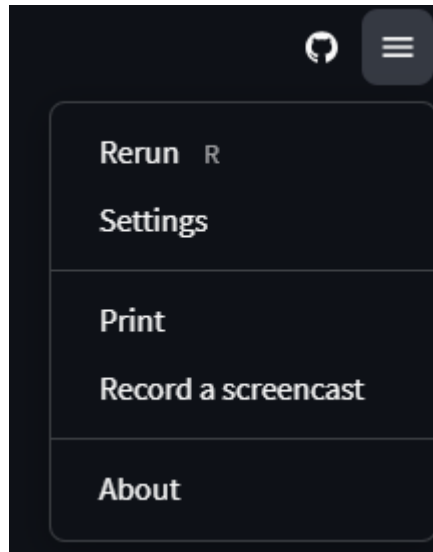 Rerun R
Settings
Print
Record a screencast
About